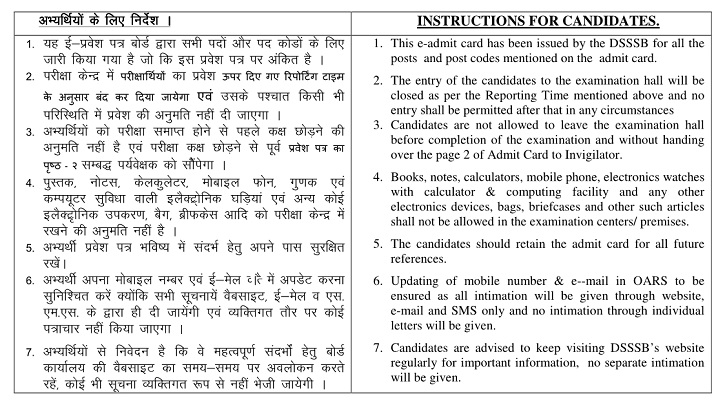 अभ्यर्थियों के लिए निर्देश ।
1. यह ई-प्रवेश पत्र बोर्ड द्वारा सभी पदों और पद कोडों के लिए
जारी किया गया है जो कि इस प्रवेश पत्र पर अंकित है ।
2. परीक्षा केन्द्र में परीक्षार्थियों का प्रवेश ऊपर दिए गए रिपोर्टिंग टाइम
के अनुसार बंद कर दिया जायेगा एवं उसके पश्चात किसी भी
परिस्थिति में प्रवेश की अनुमति नहीं दी जाएगा ।
3. अभ्यर्थियों को परीक्षा समाप्त होने से पहले कक्ष छोड़ने की
अनुमति नहीं है एवं परीक्षा कक्ष छोड़ने से पूर्व प्रवेश पत्र का
पृष्ठ - २ सम्बद्ध पर्यवेक्षक को सौंपेगा ।
4. पुस्तक, नोटस, केलकुलेटर, मोबाइल फोन, गुणक एवं
कम्पयूटर सुविधा वाली इलैक्ट्रोनिक घड़ियां एवं अन्य कोई
इलैक्ट्रोनिक उपकरण, बैग, ब्रीफकेस आदि को परीक्षा केन्द्र में
रखने की अनुमति नहीं है ।
5. अभ्यर्थी प्रवेश पत्र भविष्य में संदर्भ हेतु अपने पास सुरक्षित
रखें।
6. अभ्यर्थी अपना मोबाइल नम्बर एवं ई-मेल में अपडेट करना
सुनिश्चित करें क्योंकि सभी सूचनायें वैबसाइट, ई-मेल व एस.
एम.एस. के द्वारा ही दी जायेंगी एवं व्यक्तिगत तौर पर कोई
पत्राचार नहीं किया जाएगा ।
7. अभ्यर्थियों से निवेदन है कि वे महत्वपूर्ण संदर्भो हेतु बोर्ड
कार्यालय की वैबसाइट का समय-समय पर अवलोकन करते
रहें, कोई भी सूचना व्यक्तिगत रूप से नहीं भेजी जायेगी ।
INSTRUCTIONS FOR CANDIDATES.
1. This e-admit card has been issued by the DSSSB for all the
posts and post codes mentioned on the admit card.
2. The entry of the candidates to the examination hall will be
closed as per the Reporting Time mentioned above and no
entry shall be permitted after that in any circumstances
3. Candidates are not allowed to leave the examination hall
before completion of the examination and without handing
over the page 2 of Admit Card to Invigilator.
4. Books, notes, calculators, mobile phone, electronics watches
with calculator & computing facility and any other
electronics devices, bags, briefcases and other such articles
shall not be allowed in the examination centers/ premises.
5. The candidates should retain the admit card for all future
references.
6. Updating of mobile number & e--mail in OARS to be
ensured as all intimation will be given through website,
e-mail and SMS only and no intimation through individual
letters will be given.
7. Candidates are advised to keep visiting DSSSB's website
regularly for important information, no separate intimation
will be given.